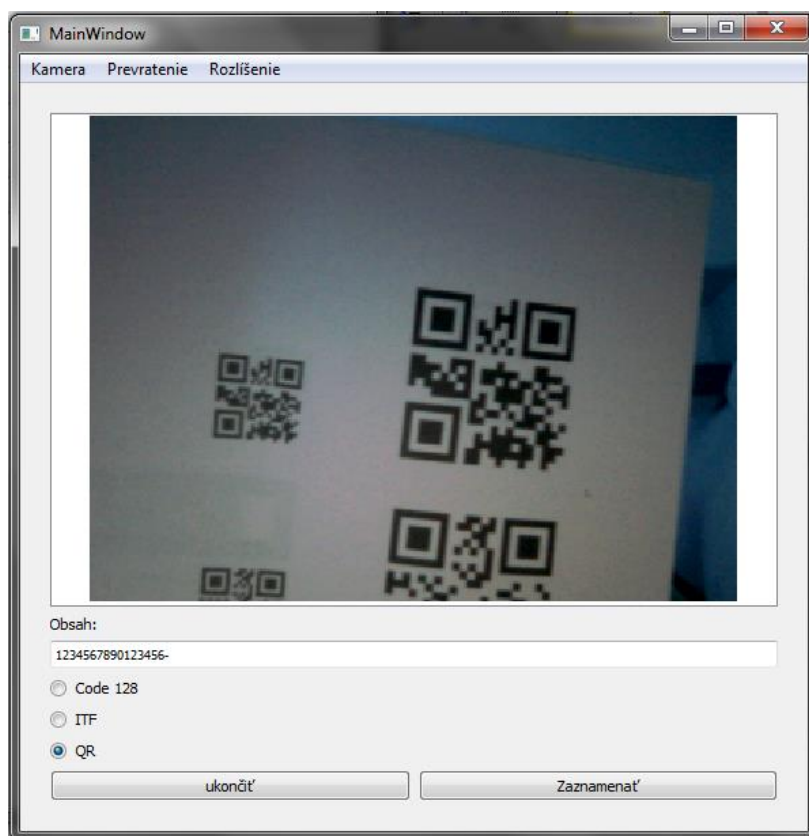 MainWindow
Kamera Prevratenie Rozlíšenie
Obsah:
1234567890123456-
Code 128
ITF
QR
ukončiť Zaznamenať